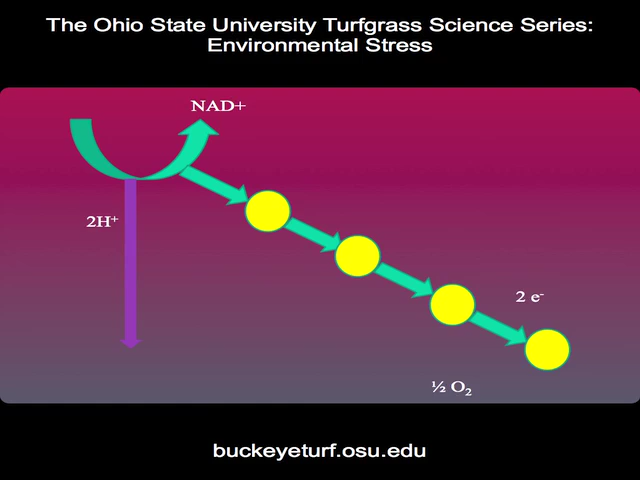 The Ohio State University Turfgrass Science Series:
Environmental Stress
NAD+
2H⁺
2 e⁻
½ O₂
buckeyeturf.osu.edu